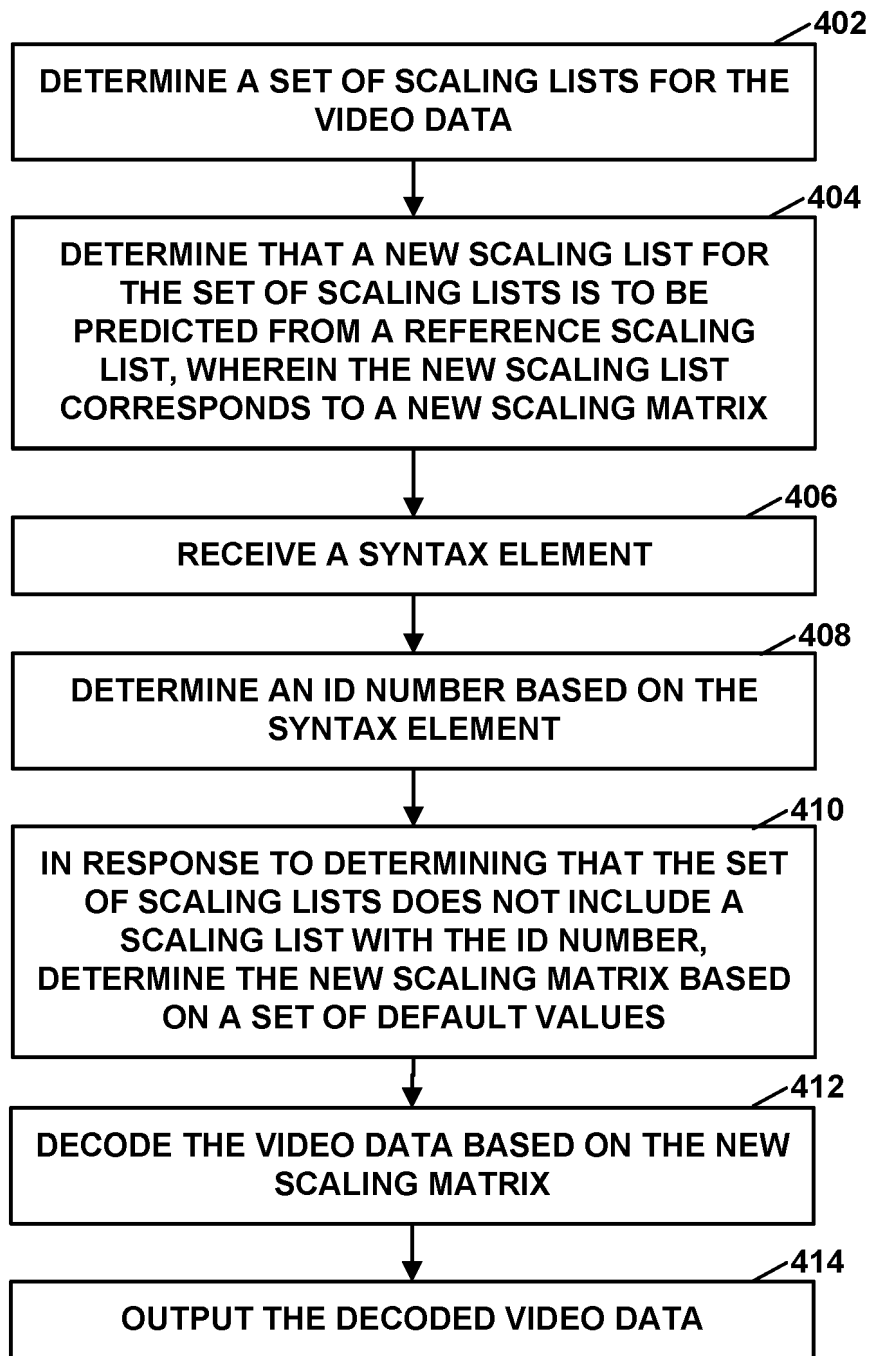 402
DETERMINE A SET OF SCALING LISTS FOR THE
VIDEO DATA
404
DETERMINE THAT A NEW SCALING LIST FOR
THE SET OF SCALING LISTS IS TO BE
PREDICTED FROM A REFERENCE SCALING
LIST, WHEREIN THE NEW SCALING LIST
CORRESPONDS TO A NEW SCALING MATRIX
406
RECEIVE A SYNTAX ELEMENT
408
DETERMINE AN ID NUMBER BASED ON THE
SYNTAX ELEMENT
410
IN RESPONSE TO DETERMINING THAT THE SET
OF SCALING LISTS DOES NOT INCLUDE A
SCALING LIST WITH THE ID NUMBER,
DETERMINE THE NEW SCALING MATRIX BASED
ON A SET OF DEFAULT VALUES
412
DECODE THE VIDEO DATA BASED ON THE NEW
SCALING MATRIX
414
OUTPUT THE DECODED VIDEO DATA